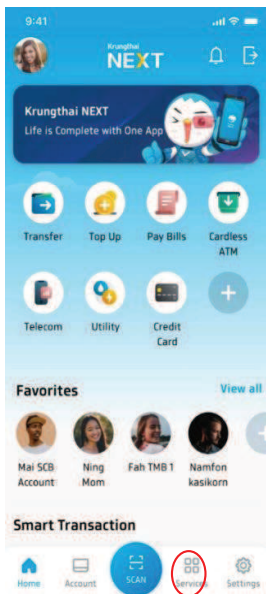 9:41
Krungthai
NEXT
Krungthai NEXT
Life is Complete with One App
Transfer Top Up Pay Bills Cardless
ATM
Telecom Utility Credit
Card
Favorites View all
Mai SCB Ning Fah TMB 1 Namfon
Account Mom kasikorn
Smart Transaction
Home Account SCAN Services Settings